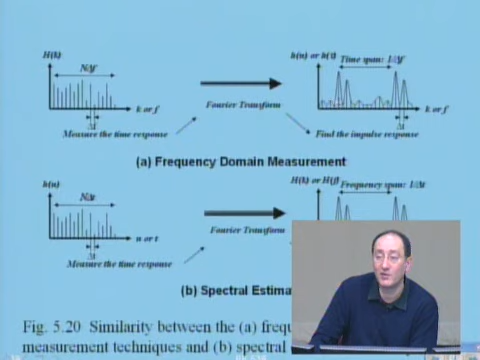 H(k)
h(n) or h(t)
NΔf
Time span: 1/Δf
k or f
k or f
Fourier Transform
Δf
Δt
Measure the time response
Find the impulse response
(a) Frequency Domain Measurement
h(n)
H(k) or H(f)
NΔt
Frequency span: 1/Δt
n or t
Fourier Transform
Δt
Measure the time response
(b) Spectral Estima
Fig. 5.20 Similarity between the (a) frequ
measurement techniques and (b) spectral